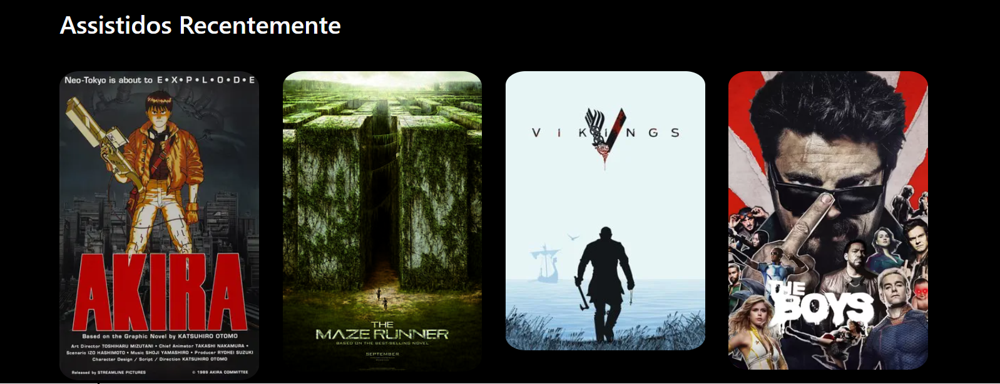 Assistidos Recentemente
Neo-Tokyo is about to E•X•P•L•O•D•E
AKIRA
Based on the Graphic Novel by KATSUHIRO OTOMO
Art Director TOSHIHARU MIZUTANI • Chief Animator TAKASHI NAKAMURA •
Scenario IZO HASHIMOTO • Music SHOJI YAMASHIRO • Producer RYOHEI SUZUKI
Character Design / Script / Direction KATSUHIRO OTOMO
Released by STREAMLINE PICTURES © 1989 AKIRA COMMITTEE
THE
MAZE RUNNER
BASED ON THE BEST-SELLING NOVEL
SEPTEMBER
VIKINGS
THE
BOYS